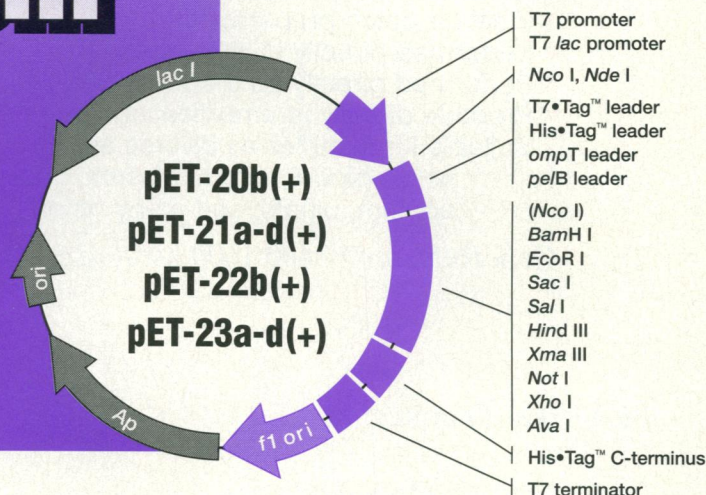 T7 promoter
T7 lac promoter
Nco I, Nde I
T7•Tag™ leader
His•Tag™ leader
ompT leader
pelB leader
(Nco I)
BamH I
EcoR I
Sac I
Sal I
Hind III
Xma III
Not I
Xho I
Ava I
His•Tag™ C-terminus
T7 terminator
lac I
pET-20b(+)
pET-21a-d(+)
pET-22b(+)
pET-23a-d(+)
ori
Ap
f1 ori